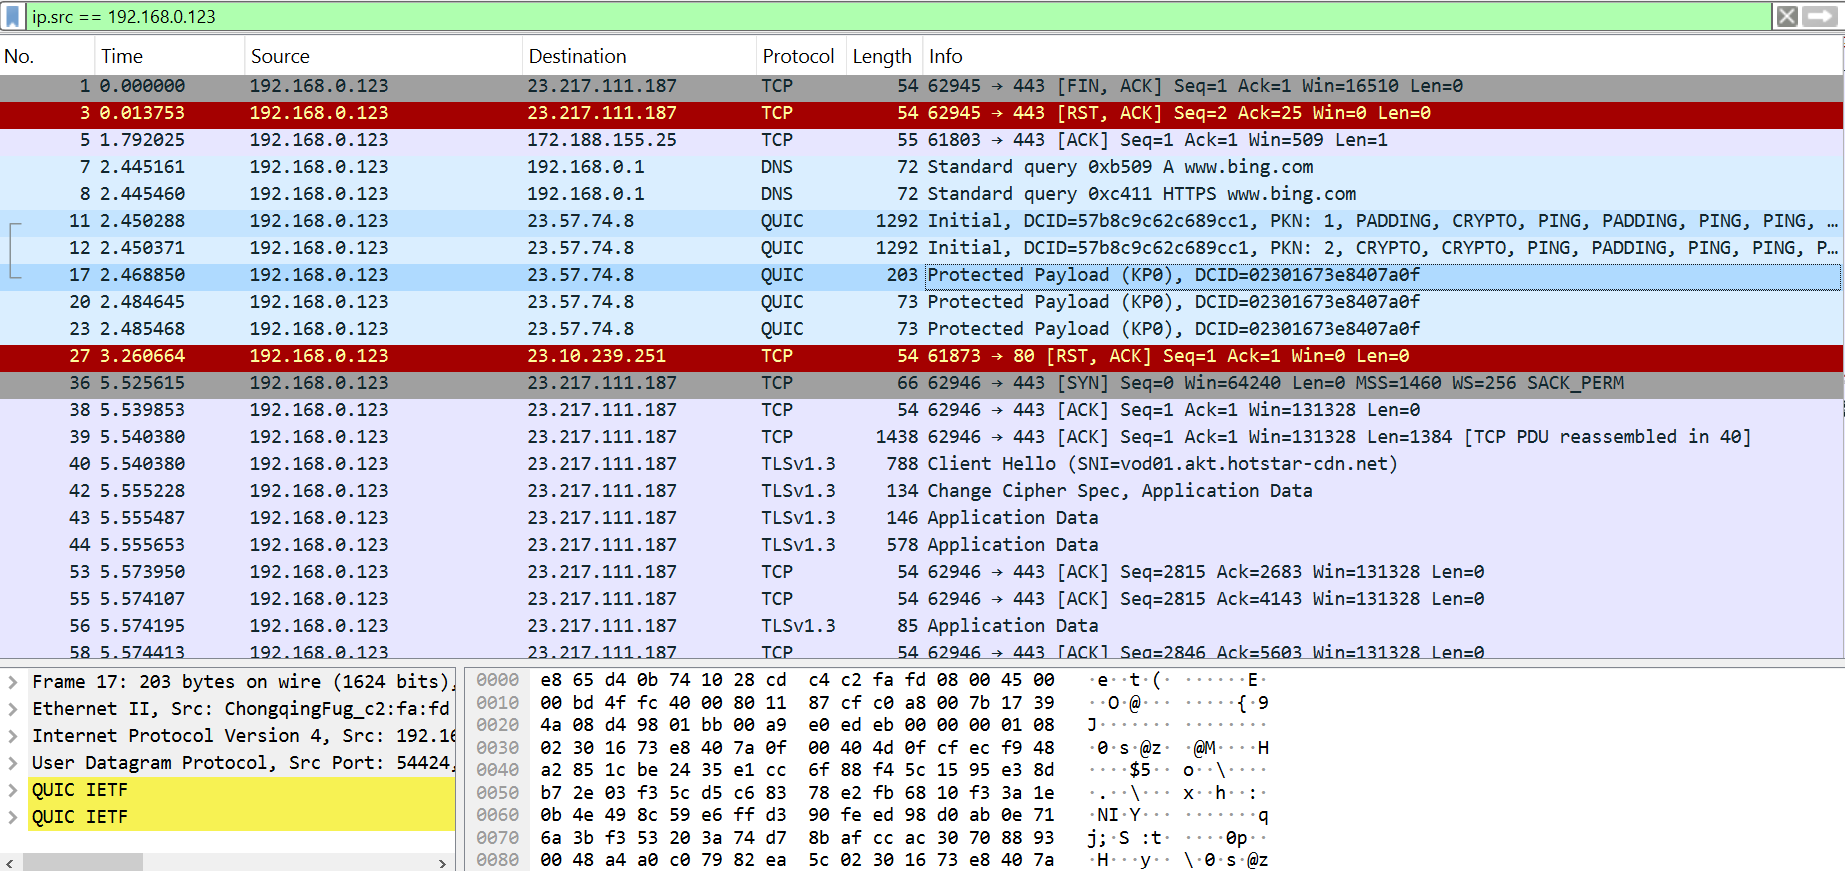 ip.src == 192.168.0.123
No. Time Source Destination Protocol Length Info
1 0.000000 192.168.0.123 23.217.111.187 TCP 54 62945 → 443 [FIN, ACK] Seq=1 Ack=1 Win=16510 Len=0
3 0.013753 192.168.0.123 23.217.111.187 TCP 54 62945 → 443 [RST, ACK] Seq=2 Ack=25 Win=0 Len=0
5 1.792025 192.168.0.123 172.188.155.25 TCP 55 61803 → 443 [ACK] Seq=1 Ack=1 Win=509 Len=1
7 2.445161 192.168.0.123 192.168.0.1 DNS 72 Standard query 0xb509 A www.bing.com
8 2.445460 192.168.0.123 192.168.0.1 DNS 72 Standard query 0xc411 HTTPS www.bing.com
11 2.450288 192.168.0.123 23.57.74.8 QUIC 1292 Initial, DCID=57b8c9c62c689cc1, PKN: 1, PADDING, CRYPTO, PING, PADDING, PING, PING, …
12 2.450371 192.168.0.123 23.57.74.8 QUIC 1292 Initial, DCID=57b8c9c62c689cc1, PKN: 2, CRYPTO, CRYPTO, PING, PADDING, PING, PING, P…
17 2.468850 192.168.0.123 23.57.74.8 QUIC 203 Protected Payload (KP0), DCID=02301673e8407a0f
20 2.484645 192.168.0.123 23.57.74.8 QUIC 73 Protected Payload (KP0), DCID=02301673e8407a0f
23 2.485468 192.168.0.123 23.57.74.8 QUIC 73 Protected Payload (KP0), DCID=02301673e8407a0f
27 3.260664 192.168.0.123 23.10.239.251 TCP 54 61873 → 80 [RST, ACK] Seq=1 Ack=1 Win=0 Len=0
36 5.525615 192.168.0.123 23.217.111.187 TCP 66 62946 → 443 [SYN] Seq=0 Win=64240 Len=0 MSS=1460 WS=256 SACK_PERM
38 5.539853 192.168.0.123 23.217.111.187 TCP 54 62946 → 443 [ACK] Seq=1 Ack=1 Win=131328 Len=0
39 5.540380 192.168.0.123 23.217.111.187 TCP 1438 62946 → 443 [ACK] Seq=1 Ack=1 Win=131328 Len=1384 [TCP PDU reassembled in 40]
40 5.540380 192.168.0.123 23.217.111.187 TLSv1.3 788 Client Hello (SNI=vod01.akt.hotstar-cdn.net)
42 5.555228 192.168.0.123 23.217.111.187 TLSv1.3 134 Change Cipher Spec, Application Data
43 5.555487 192.168.0.123 23.217.111.187 TLSv1.3 146 Application Data
44 5.555653 192.168.0.123 23.217.111.187 TLSv1.3 578 Application Data
53 5.573950 192.168.0.123 23.217.111.187 TCP 54 62946 → 443 [ACK] Seq=2815 Ack=2683 Win=131328 Len=0
55 5.574107 192.168.0.123 23.217.111.187 TCP 54 62946 → 443 [ACK] Seq=2815 Ack=4143 Win=131328 Len=0
56 5.574195 192.168.0.123 23.217.111.187 TLSv1.3 85 Application Data
58 5.574413 192.168.0.123 23.217.111.187 TCP 54 62946 → 443 [ACK] Seq=2846 Ack=5603 Win=131328 Len=0
Frame 17: 203 bytes on wire (1624 bits),
Ethernet II, Src: ChongqingFug_c2:fa:fd
Internet Protocol Version 4, Src: 192.16
User Datagram Protocol, Src Port: 54424,
QUIC IETF
QUIC IETF
0000 e8 65 d4 0b 74 10 28 cd c4 c2 fa fd 08 00 45 00 ·e··t·(· ······E·
0010 00 bd 4f fc 40 00 80 11 87 cf c0 a8 00 7b 17 39 ··O·@··· ·····{·9
0020 4a 08 d4 98 01 bb 00 a9 e0 ed eb 00 00 00 01 08 J······· ········
0030 02 30 16 73 e8 40 7a 0f 00 40 4d 0f cf ec f9 48 ·0·s·@z· ·@M····H
0040 a2 85 1c be 24 35 e1 cc 6f 88 f4 5c 15 95 e3 8d ····$5·· o··\····
0050 b7 2e 03 f3 5c d5 c6 83 78 e2 fb 68 10 f3 3a 1e ·.··\··· x··h··:·
0060 0b 4e 49 8c 59 e6 ff d3 90 fe ed 98 d0 ab 0e 71 ·NI·Y··· ·······q
0070 6a 3b f3 53 20 3a 74 d7 8b af cc ac 30 70 88 93 j;·S :t· ····0p··
0080 00 48 a4 a0 c0 79 82 ea 5c 02 30 16 73 e8 40 7a ·H···y·· \·0·s·@z